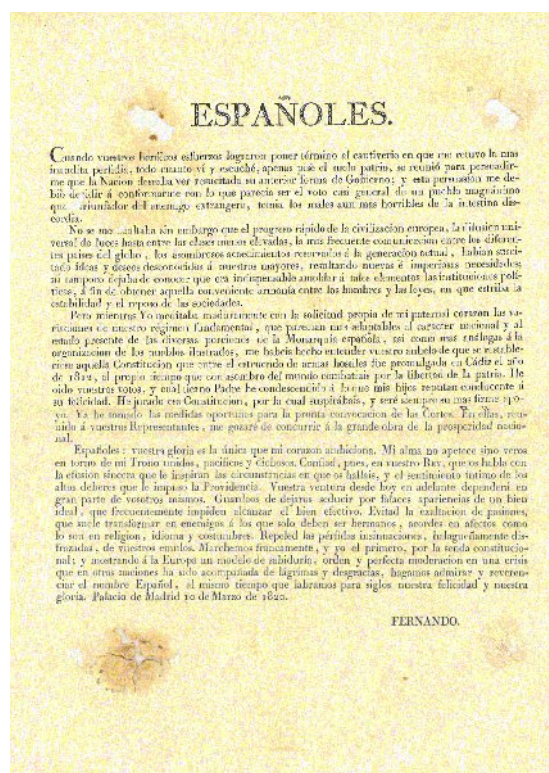 ESPAÑOLES.
Cuando vuestros heróicos esfuerzos lograron poner término al cautiverio en que me retuvo la mas
inaudita perfidia, todo cuanto ví y escuché, apenas pisé el suelo patrio, se reunió para persuadir-
me que la Nacion deseaba ver resucitada su anterior forma de Gobierno; y esta persuasion me de-
bió decidir á conformarme con lo que parecia ser el voto casi general de un pueblo magnánimo
que triunfador del enemigo extrangero, temia los males aun mas horribles de la intestina dis-
cordia.
No se me ocultaba sin embargo que el progreso rápido de la civilizacion europea, la difusion uni-
versal de luces hasta entre las clases menos elevadas, la mas frecuente comunicacion entre los diferen-
tes paises del globo, los asombrosos acaecimientos reservados á la generacion actual, habian susci-
tado ideas y deseos desconocidos á nuestros mayores, resultando nuevas é imperiosas necesidades;
ni tampoco dejaba de conocer que era indispensable amoldar á tales elementos las instituciones polí-
ticas, á fin de obtener aquella conveniente armonía entre los hombres y las leyes, en que estriba la
estabilidad y el reposo de las sociedades.
Pero mientras Yo meditaba maduramente con la solicitud propia de mi paternal corazon las va-
riaciones de nuestro régimen fundamental, que parecian mas adaptables al caracter nacional y al
estado presente de las diversas porciones de la Monarquía española, asi como mas análogas á la
organizacion de los pueblos ilustrados, me habeis hecho entender vuestro anhelo de que se restable-
ciese aquella Constitucion que entre el estruendo de armas hostiles fue promulgada en Cádiz el año
de 1812, al propio tiempo que con asombro del mundo combatiais por la libertad de la patria. He
oido vuestros votos, y cual tierno Padre he condescendido á lo que mis hijos reputan conducente á
su felicidad. He jurado esa Constitucion, por la cual suspirábais, y seré siempre su mas firme apo-
yo. Ya he tomado las medidas oportunas para la pronta convocacion de las Cortes. En ellas, reu-
nido á vuestros Representantes, me gozaré de concurrir á la grande obra de la prosperidad nacio-
nal.
Españoles: vuestra gloria es la única que mi corazon ambiciona. Mi alma no apetece sino veros
en torno de mi Trono unidos, pacíficos y dichosos. Confiad, pues, en vuestro Rey, que os habla con
la efusion sincera que le inspiran las circunstancias en que os hallais, y el sentimiento íntimo de los
altos deberes que le impuso la Providencia. Vuestra ventura desde hoy en adelante dependerá en
gran parte de vosotros mismos. Guardaos de dejaros seducir por falaces apariencias de un bien
ideal, que frecuentemente impiden alcanzar el bien efectivo. Evitad la exaltacion de pasiones,
que suele transformar en enemigos á los que solo deben ser hermanos, acordes en afectos como
lo son en religion, idioma y costumbres. Repeled las pérfidas insinuaciones, halagüeñamente dis-
frazadas, de vuestros émulos. Marchemos francamente, y yo el primero, por la senda constitucio-
nal; y mostrando á la Europa un modelo de sabiduría, orden y perfecta moderacion en una crísis
que en otras naciones ha sido acompañada de lágrimas y desgracias, hagamos admirar y reveren-
ciar el nombre Español, al mismo tiempo que labramos para siglos nuestra felicidad y nuestra
gloria. Palacio de Madrid 10 de Marzo de 1820.
FERNANDO.